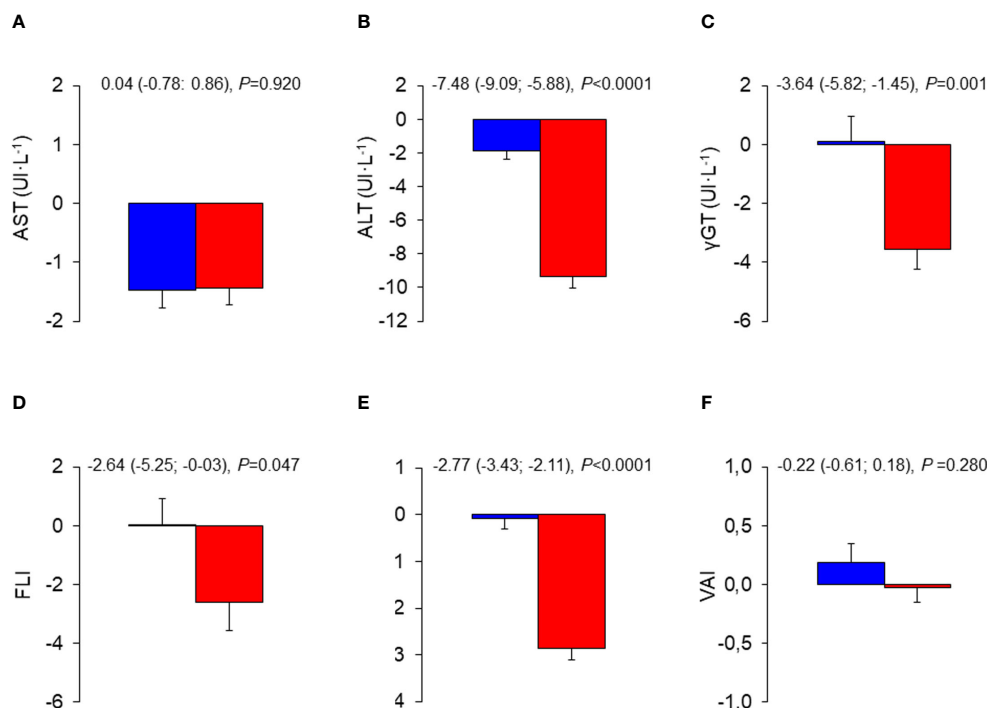 A
B
C
0.04 (-0.78: 0.86), P=0.920
-7.48 (-9.09; -5.88), P<0.0001
-3.64 (-5.82; -1.45), P=0.001
AST (UI·L-1)
2
1
0
-1
-2
ALT (UI·L-1)
2
0
-2
-4
-6
-8
-10
-12
γGT (UI·L-1)
2
0
-2
-4
-6
D
E
F
-2.64 (-5.25; -0-03), P=0.047
-2.77 (-3.43; -2.11), P<0.0001
-0.22 (-0.61; 0.18), P =0.280
FLI
2
0
-2
-4
-6
1
0
1
2
3
4
VAI
1,0
0,5
0,0
-0,5
-1,0